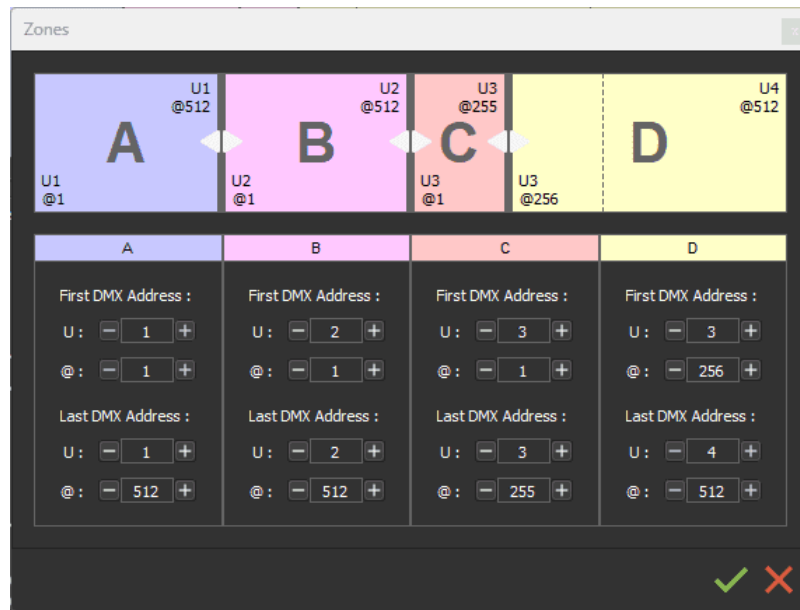 Zones
U1
@512
A
U1
@1
U2
@512
B
U2
@1
U3
@255
C
U3
@1
U4
@512
D
U3
@256
A B C D
First DMX Address : First DMX Address : First DMX Address : First DMX Address :
U : 1 U : 2 U : 3 U : 3
@ : 1 @ : 1 @ : 1 @ : 256
Last DMX Address : Last DMX Address : Last DMX Address : Last DMX Address :
U : 1 U : 2 U : 3 U : 4
@ : 512 @ : 512 @ : 255 @ : 512